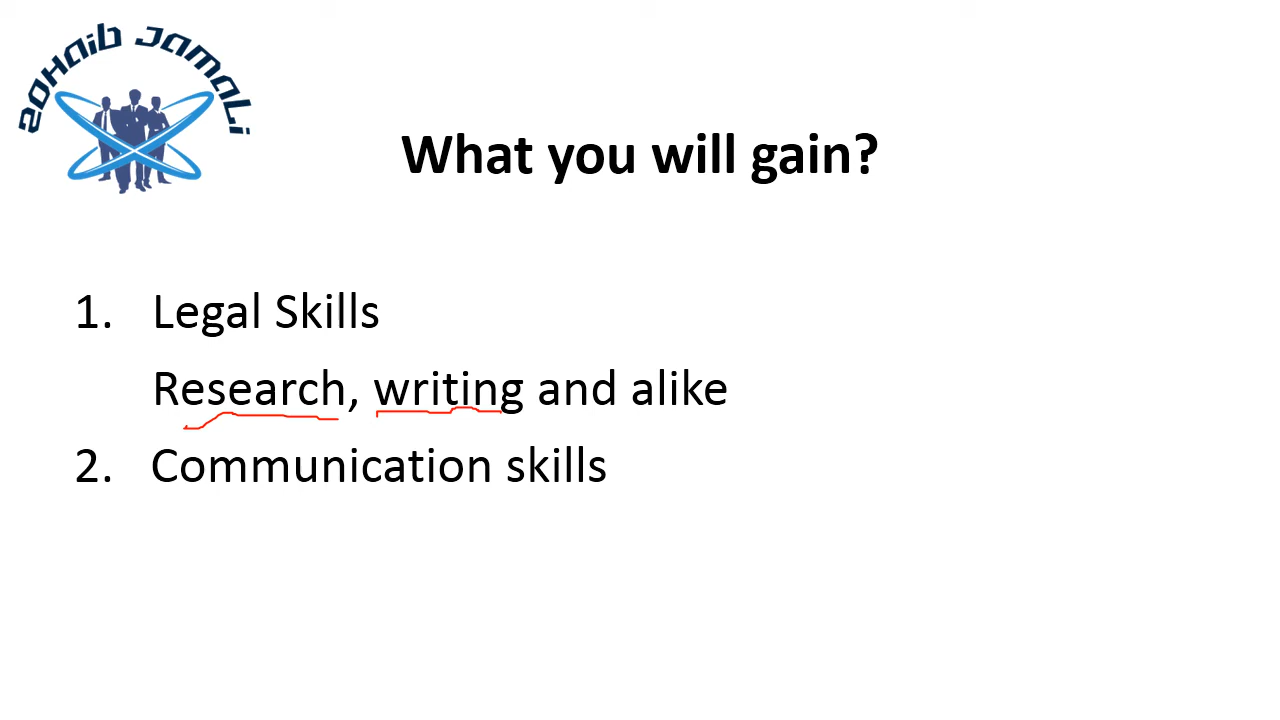 ZOHAIB JAMALI
What you will gain?
1. Legal Skills
Research, writing and alike
2. Communication skills